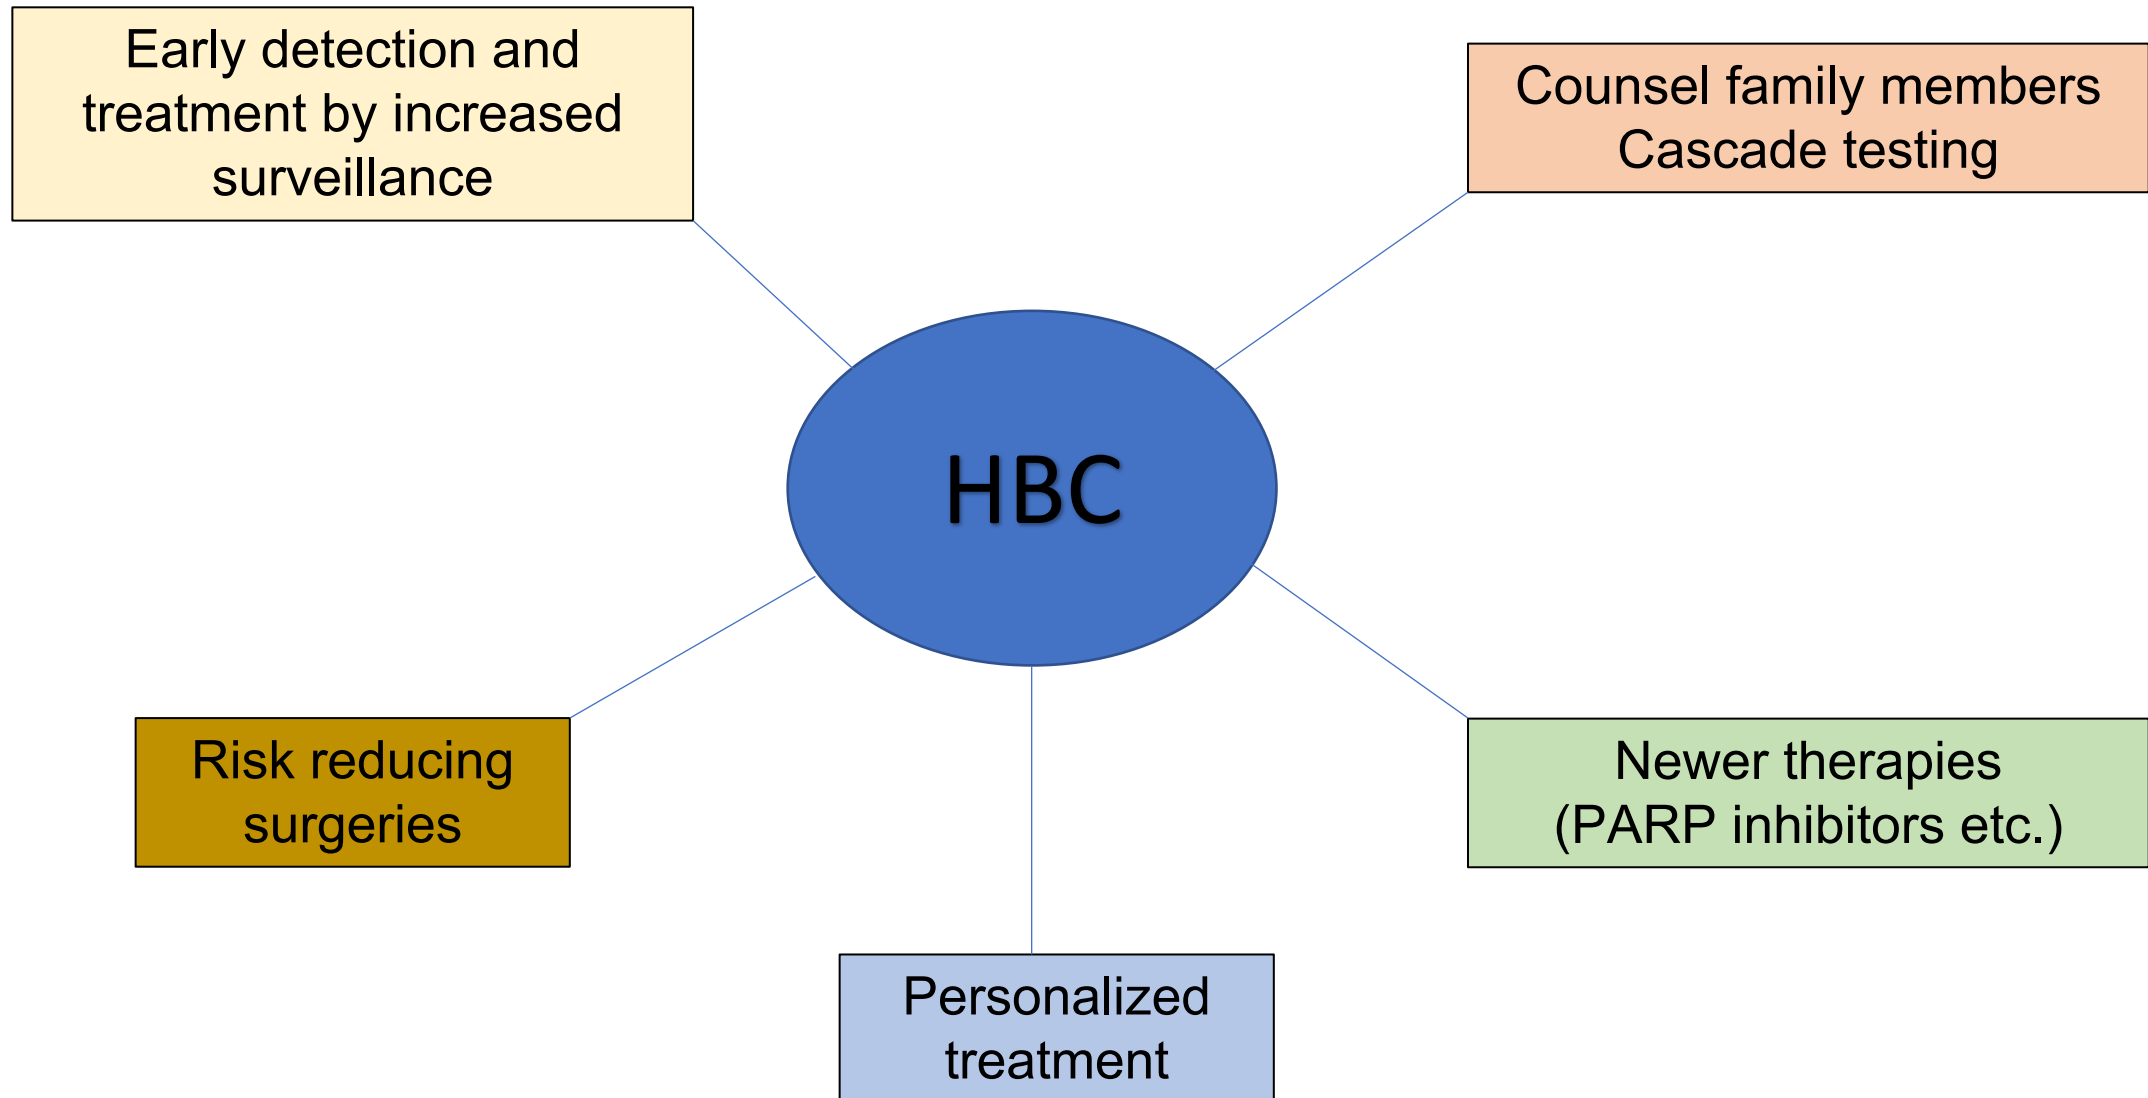 Early detection and
treatment by increased
surveillance
Counsel family members
Cascade testing
HBC
Risk reducing
surgeries
Newer therapies
(PARP inhibitors etc.)
Personalized
treatment